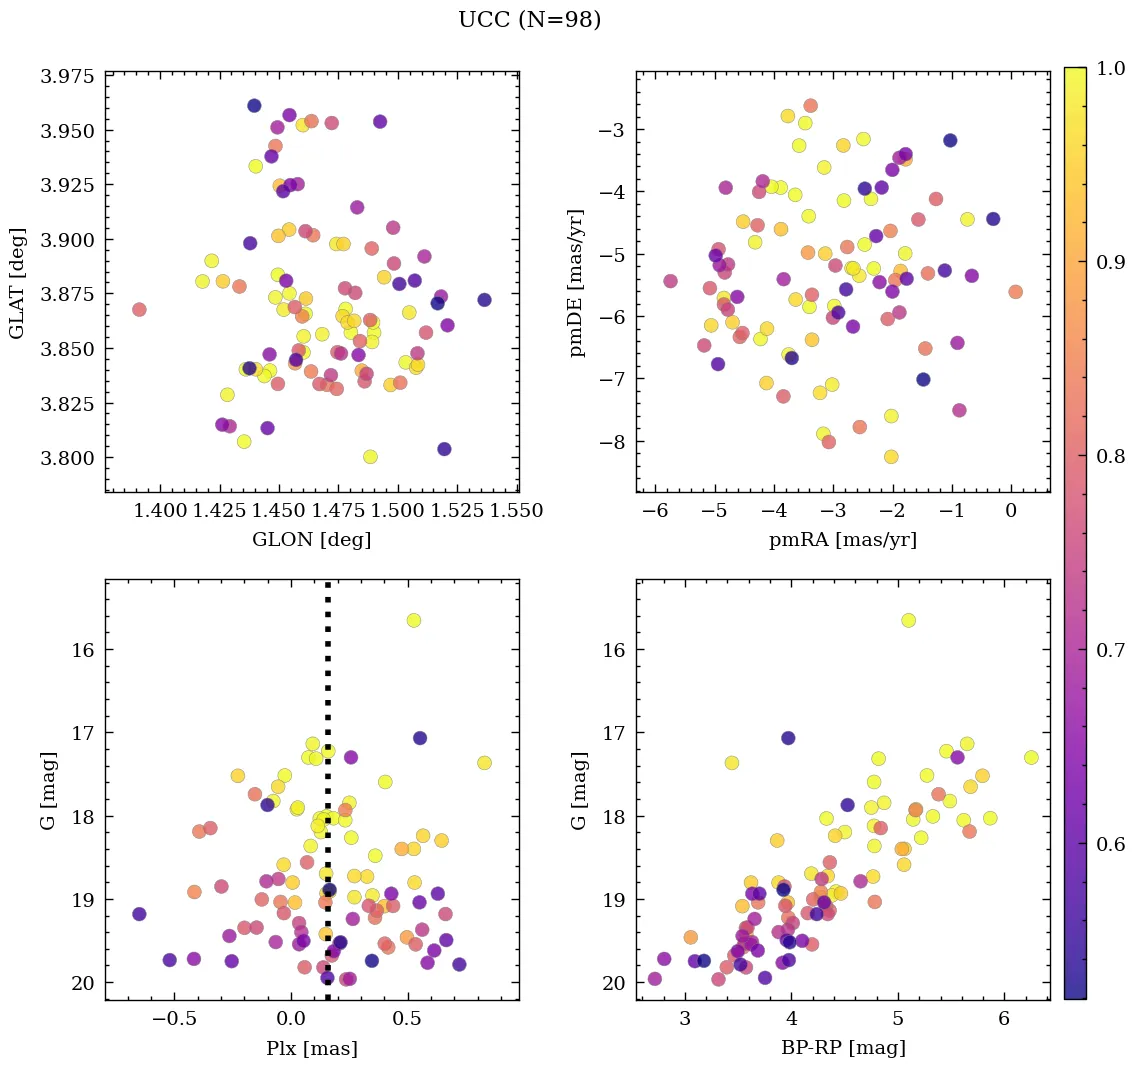 UCC (N=98)
3.975
3.950
3.925
3.900
3.875
3.850
3.825
3.800
GLAT [deg]
1.400 1.425 1.450 1.475 1.500 1.525 1.550
GLON [deg]
−3
−4
−5
−6
−7
−8
pmDE [mas/yr]
−6 −5 −4 −3 −2 −1 0
pmRA [mas/yr]
1.0
0.9
0.8
0.7
0.6
16
17
18
19
20
G [mag]
−0.5 0.0 0.5
Plx [mas]
16
17
18
19
20
G [mag]
3 4 5 6
BP-RP [mag]